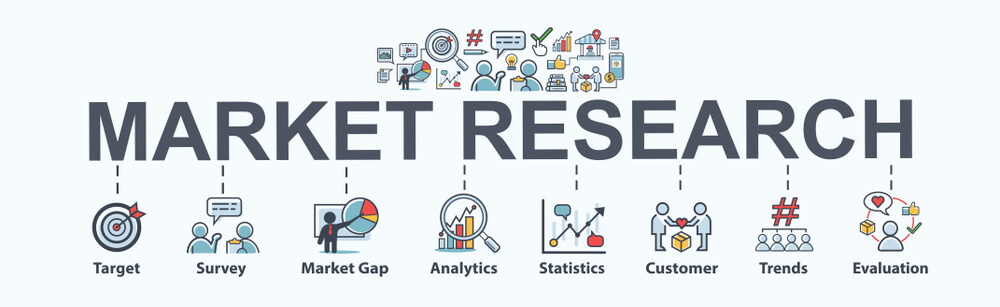 #
MARKET RESEARCH
#
Target
Survey
Market Gap
Analytics
Statistics
Customer
Trends
Evaluation